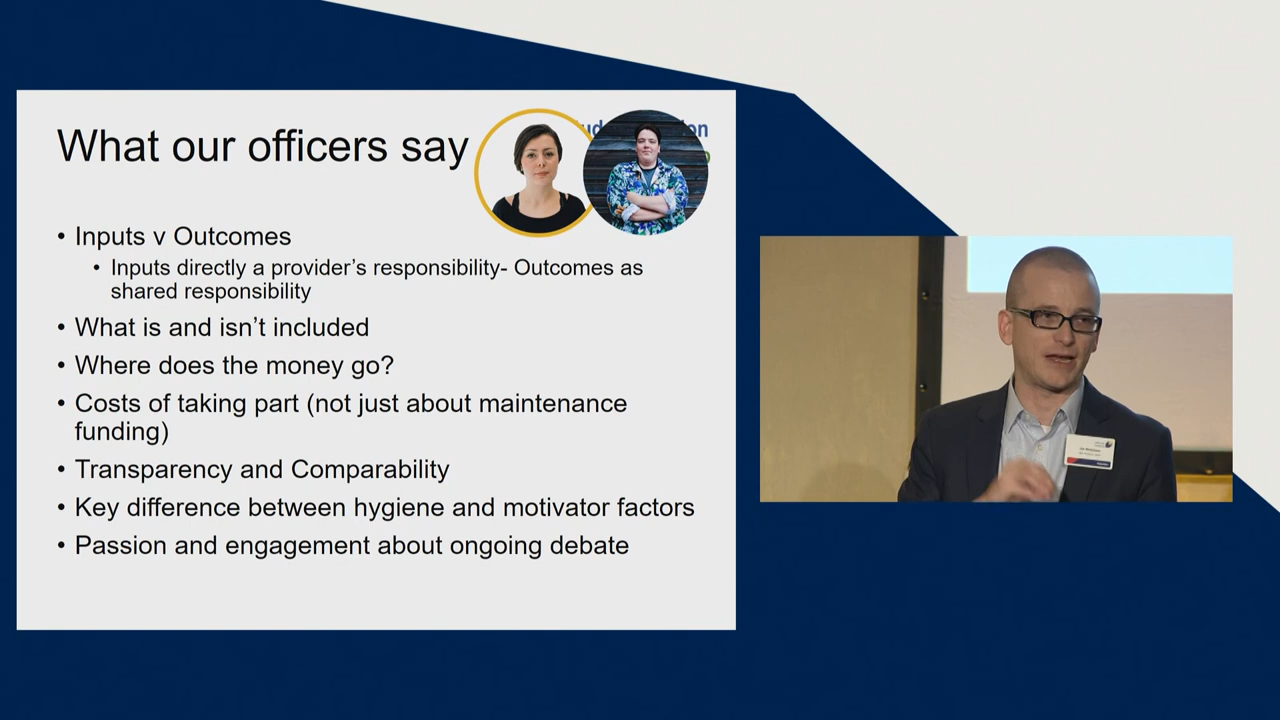 What our officers say
• Inputs v Outcomes
• Inputs directly a provider’s responsibility- Outcomes as
shared responsibility
• What is and isn’t included
• Where does the money go?
• Costs of taking part (not just about maintenance
funding)
• Transparency and Comparability
• Key difference between hygiene and motivator factors
• Passion and engagement about ongoing debate